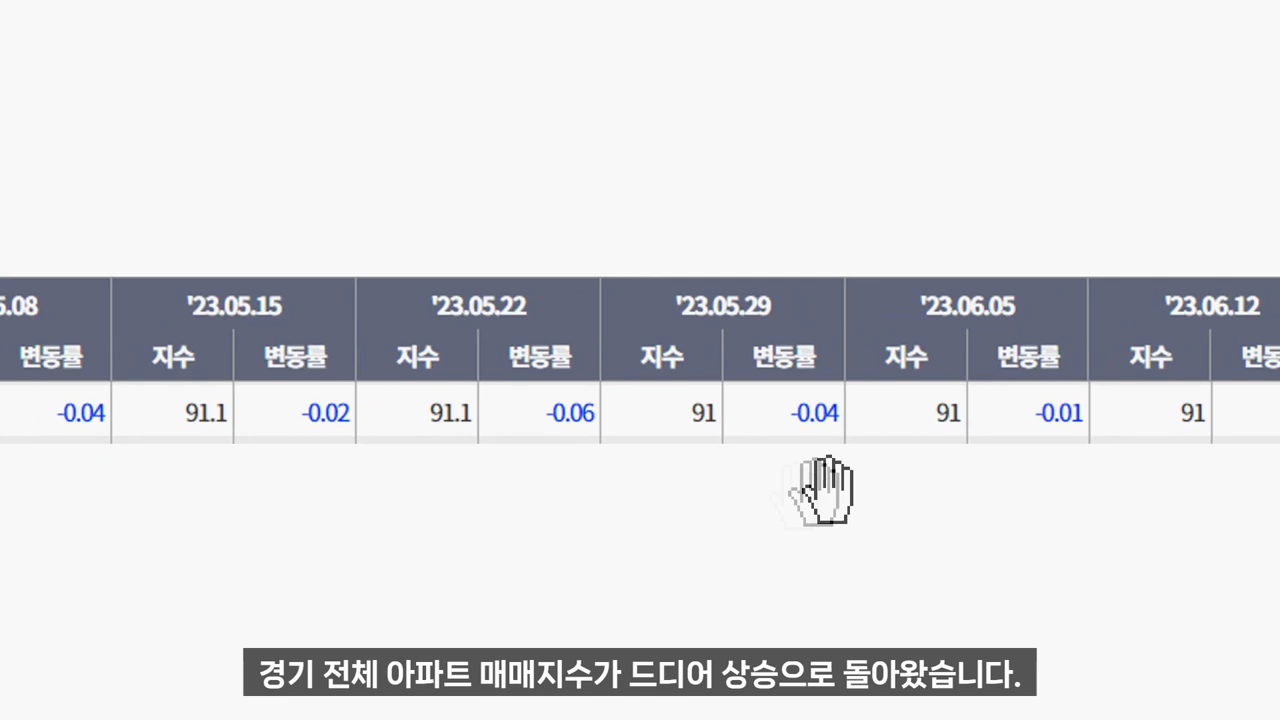 5.08 '23.05.15 '23.05.22 '23.05.29 '23.06.05 '23.06.12
변동률 지수 변동률 지수 변동률 지수 변동률 지수 변동률 지수 변동
-0.04 91.1 -0.02 91.1 -0.06 91 -0.04 91 -0.01 91
경기 전체 아파트 매매지수가 드디어 상승으로 돌아왔습니다.